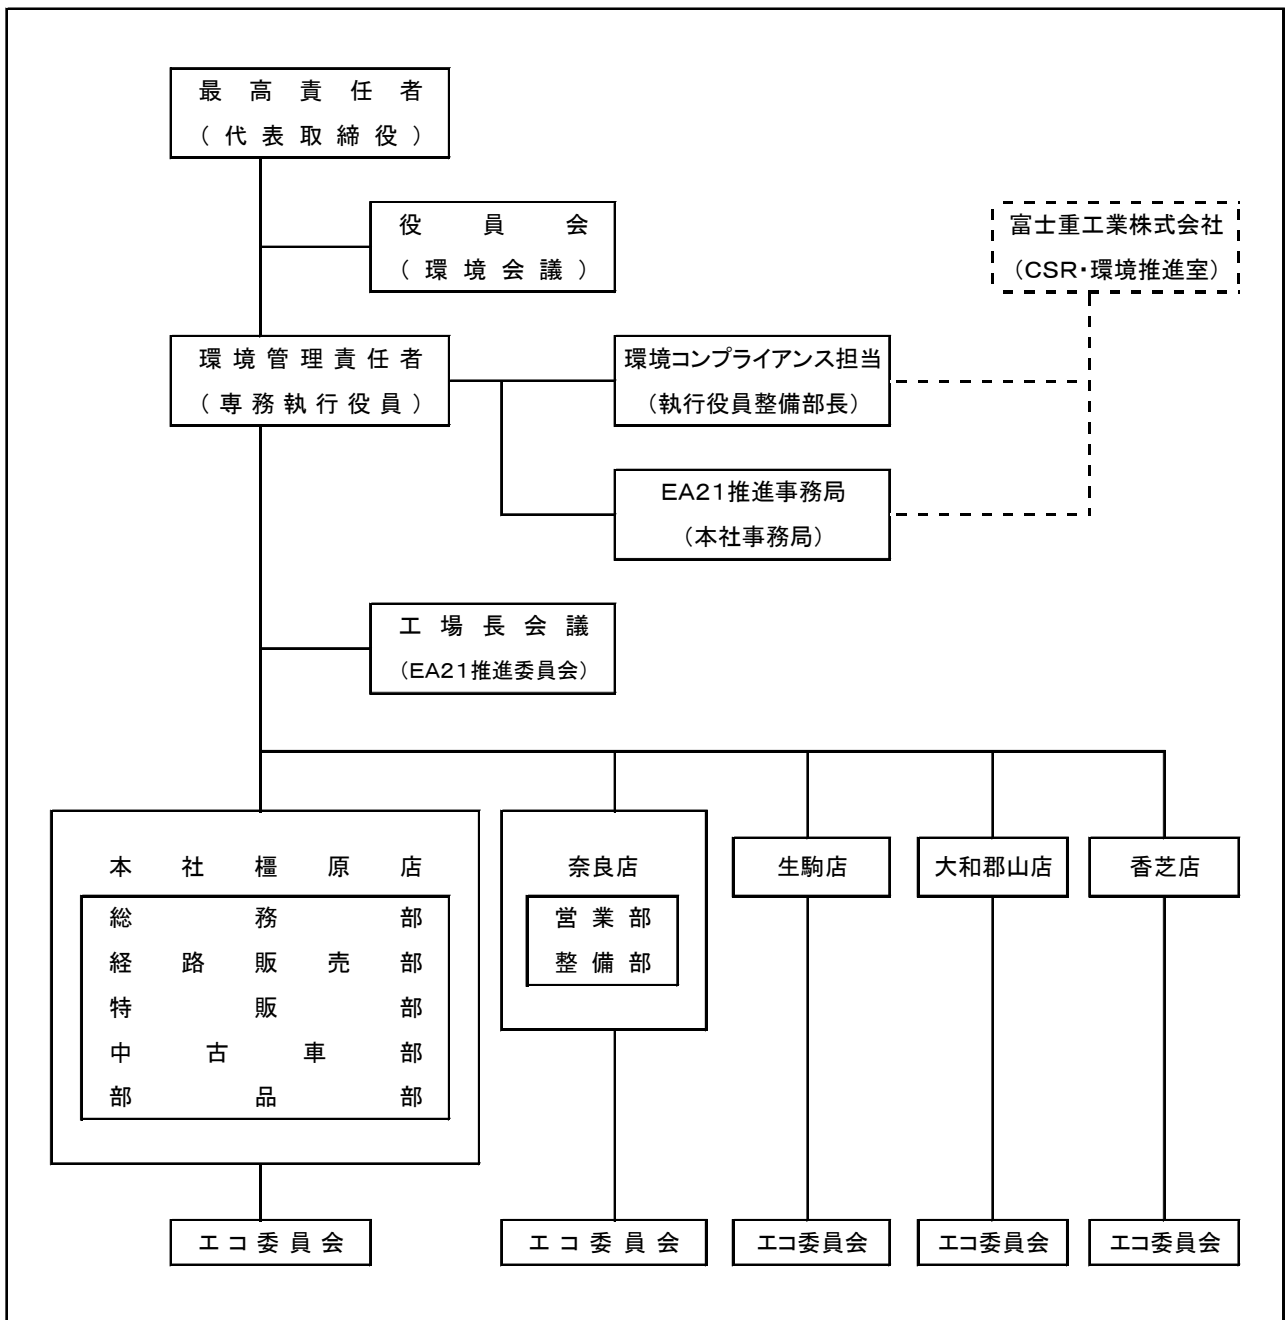 最高責任者
（代表取締役）
役員会
（環境会議）
富士重工業株式会社
（CSR・環境推進室）
環境管理責任者
（専務執行役員）
環境コンプライアンス担当
（執行役員整備部長）
EA21推進事務局
（本社事務局）
工場長会議
（EA21推進委員会）
本社橿原店
総務部
経路販売部
特販部
中古車部
部品部
奈良店
営業部
整備部
生駒店
大和郡山店
香芝店
エコ委員会
エコ委員会
エコ委員会
エコ委員会
エコ委員会